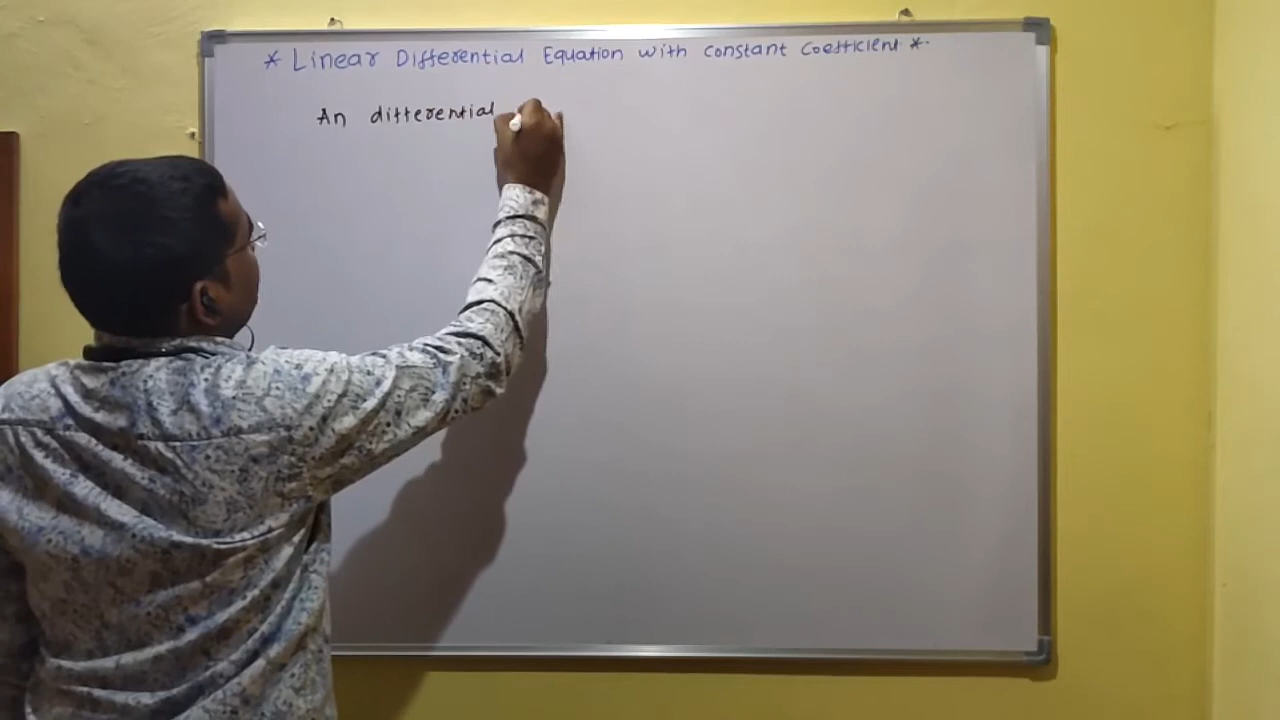 * Linear Differential Equation with constant Coefficient *
An differential